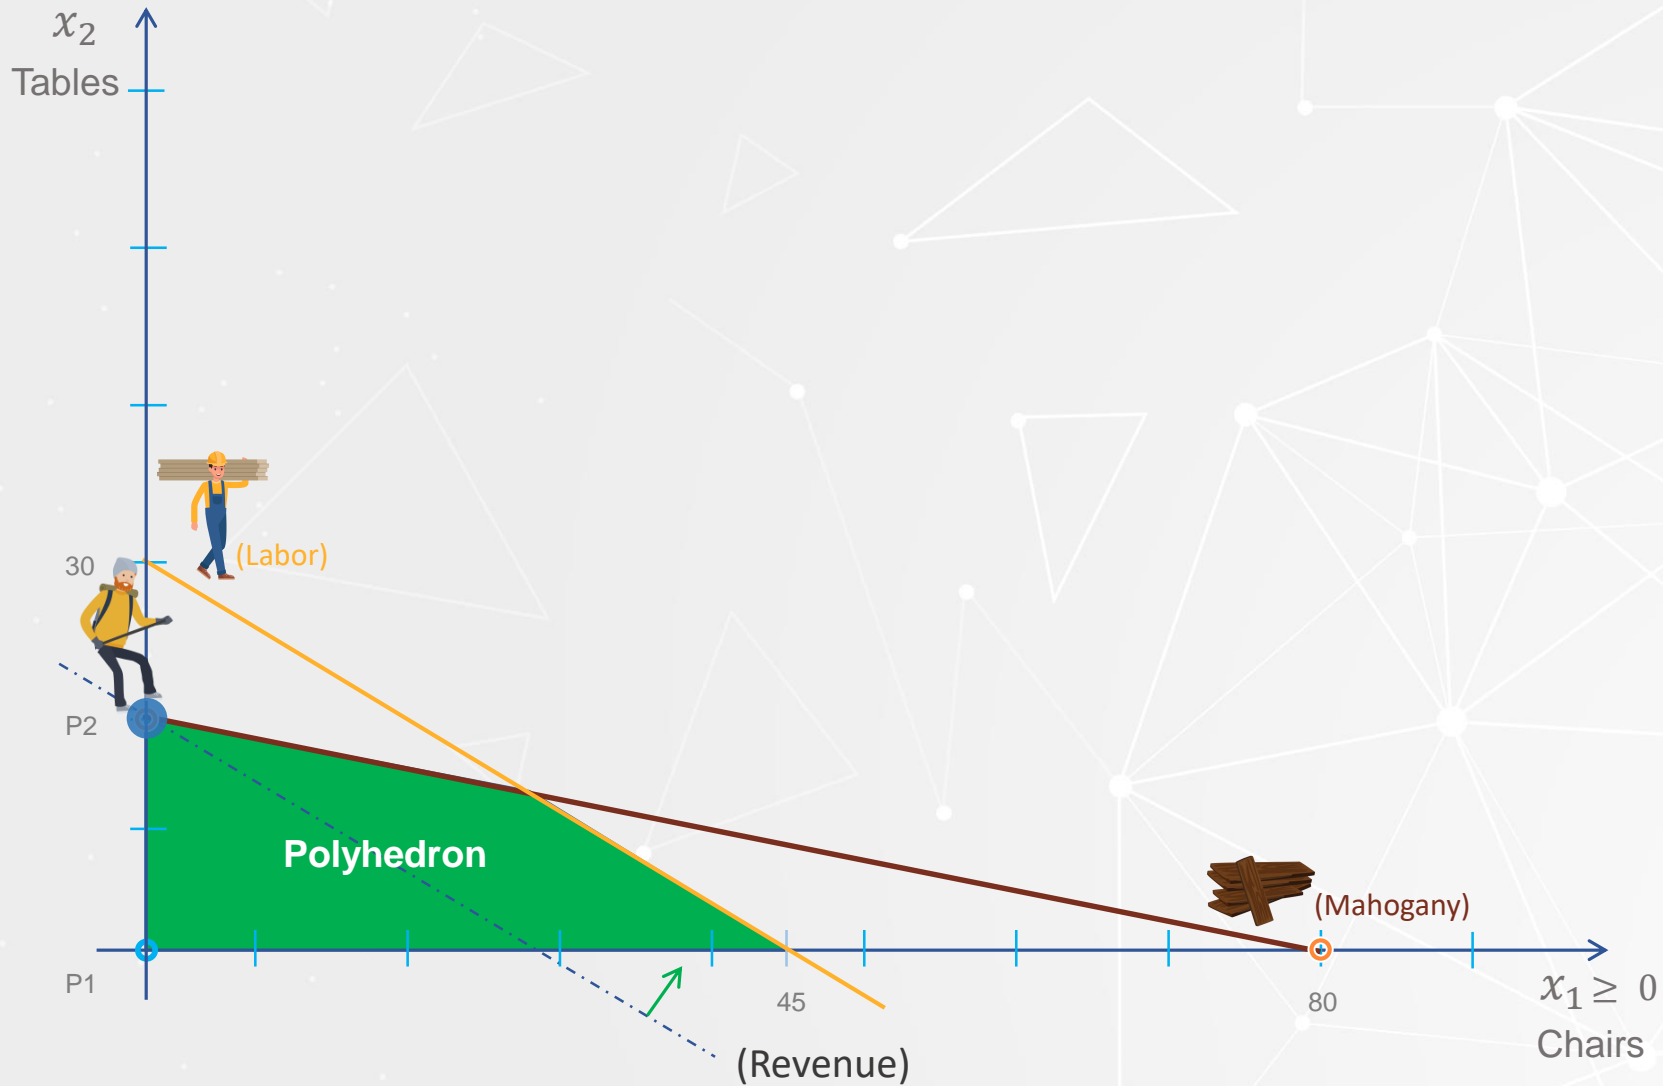 x₂
Tables
30
(Labor)
P2
Polyhedron
(Mahogany)
P1
45
80
x₁ ≥ 0
Chairs
(Revenue)